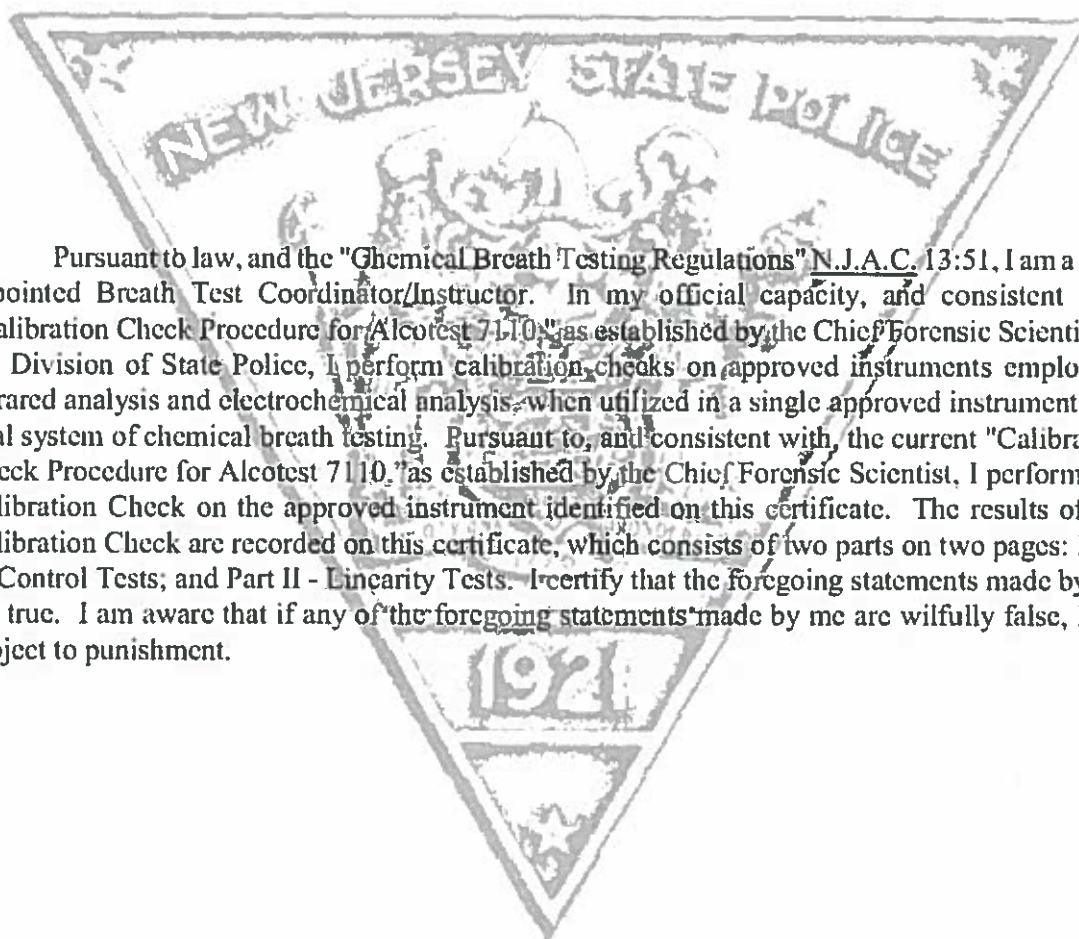 NEW JERSEY STATE POLICE
Pursuant to law, and the "Chemical Breath Testing Regulations" N.J.A.C. 13:51, I am a
pointed Breath Test Coordinator/Instructor. In my official capacity, and consistent
alibration Check Procedure for Alcotest 7110," as established by the Chief Forensic Scienti
Division of State Police, I perform calibration checks on approved instruments emplo
rared analysis and electrochemical analysis, when utilized in a single approved instrument
al system of chemical breath testing. Pursuant to, and consistent with, the current "Calibra
eck Procedure for Alcotest 7110," as established by the Chief Forensic Scientist, I perform
libration Check on the approved instrument identified on this certificate. The results of
libration Check are recorded on this certificate, which consists of two parts on two pages:
Control Tests; and Part II - Linearity Tests. I certify that the foregoing statements made by
true. I am aware that if any of the foregoing statements made by me are wilfully false,
bject to punishment.
1921